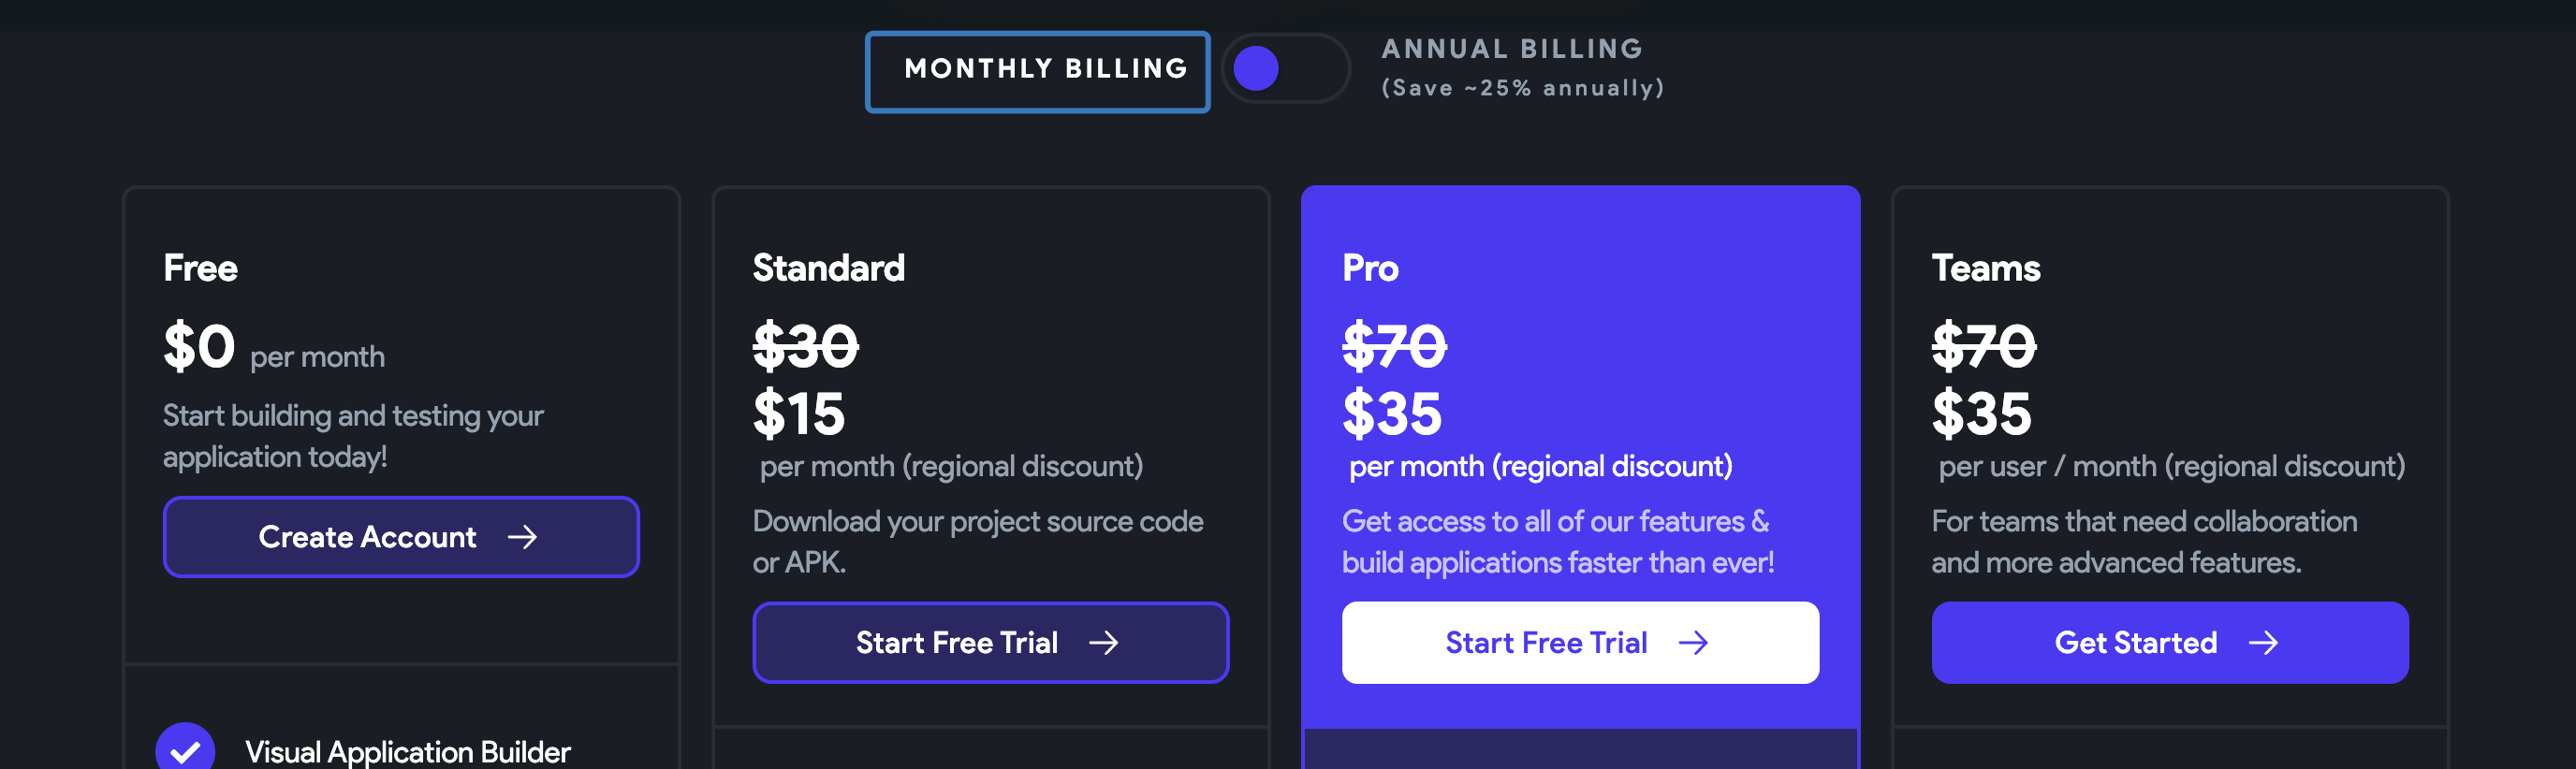 MONTHLY BILLING
ANNUAL BILLING
(Save ~25% annually)
Free
$0 per month
Start building and testing your
application today!
Create Account →
Visual Application Builder
Standard
$30
$15
per month (regional discount)
Download your project source code
or APK.
Start Free Trial →
Pro
$70
$35
per month (regional discount)
Get access to all of our features &
build applications faster than ever!
Start Free Trial →
Teams
$70
$35
per user / month (regional discount)
For teams that need collaboration
and more advanced features.
Get Started →